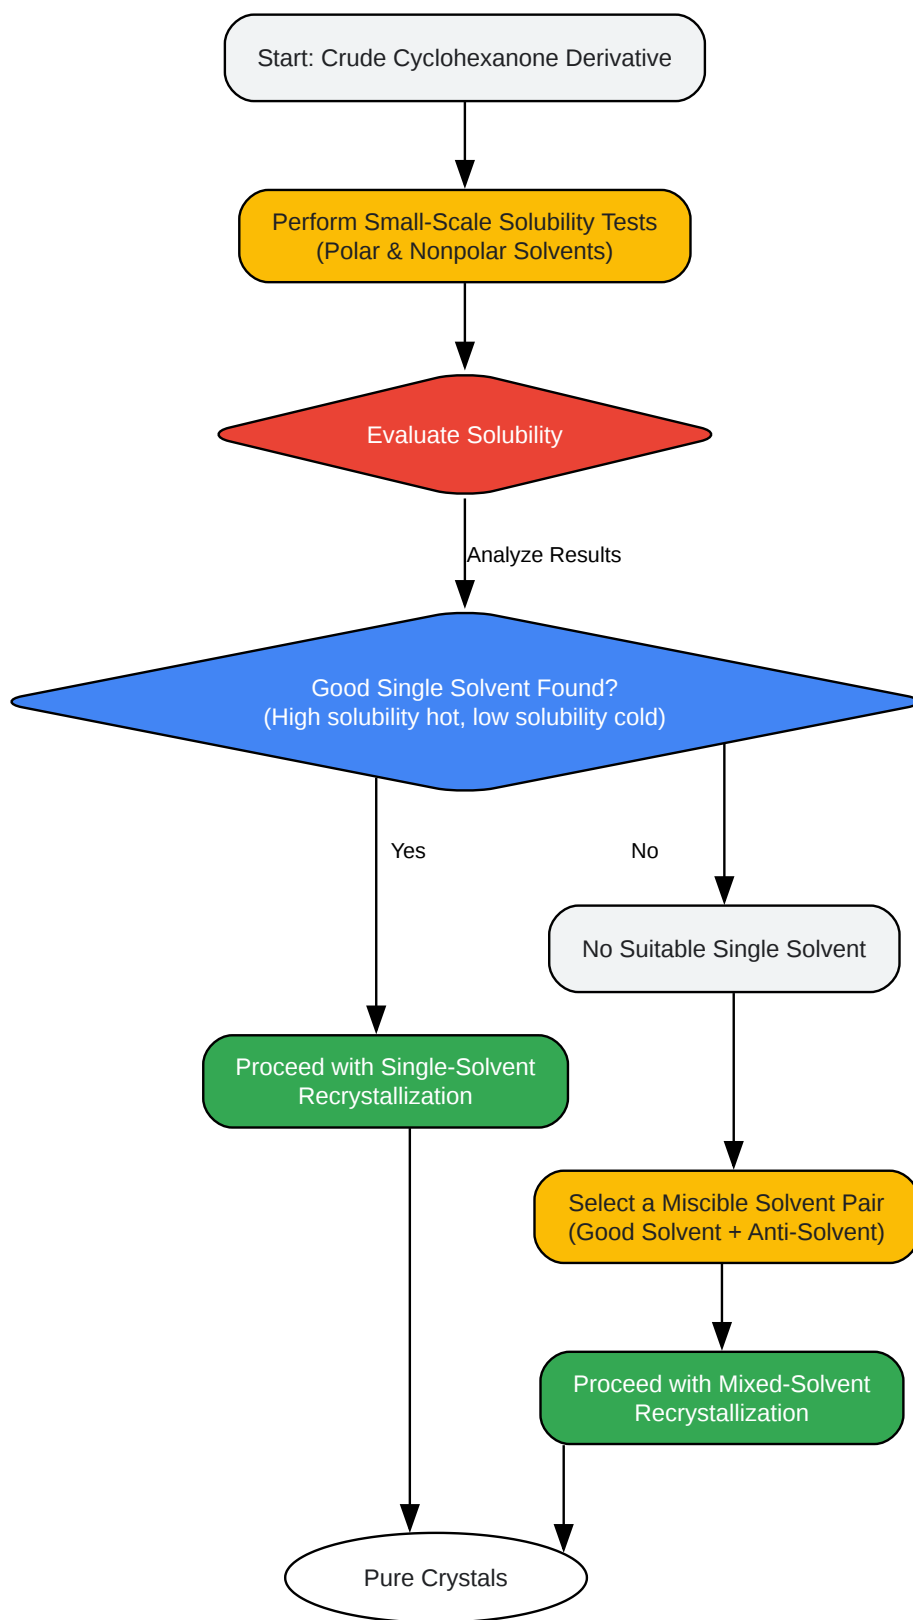 Start: Crude Cyclohexanone Derivative
Perform Small-Scale Solubility Tests
(Polar & Nonpolar Solvents)
Evaluate Solubility
Analyze Results
Good Single Solvent Found?
(High solubility hot, low solubility cold)
Yes
No
No Suitable Single Solvent
Proceed with Single-Solvent
Recrystallization
Select a Miscible Solvent Pair
(Good Solvent + Anti-Solvent)
Proceed with Mixed-Solvent
Recrystallization
Pure Crystals